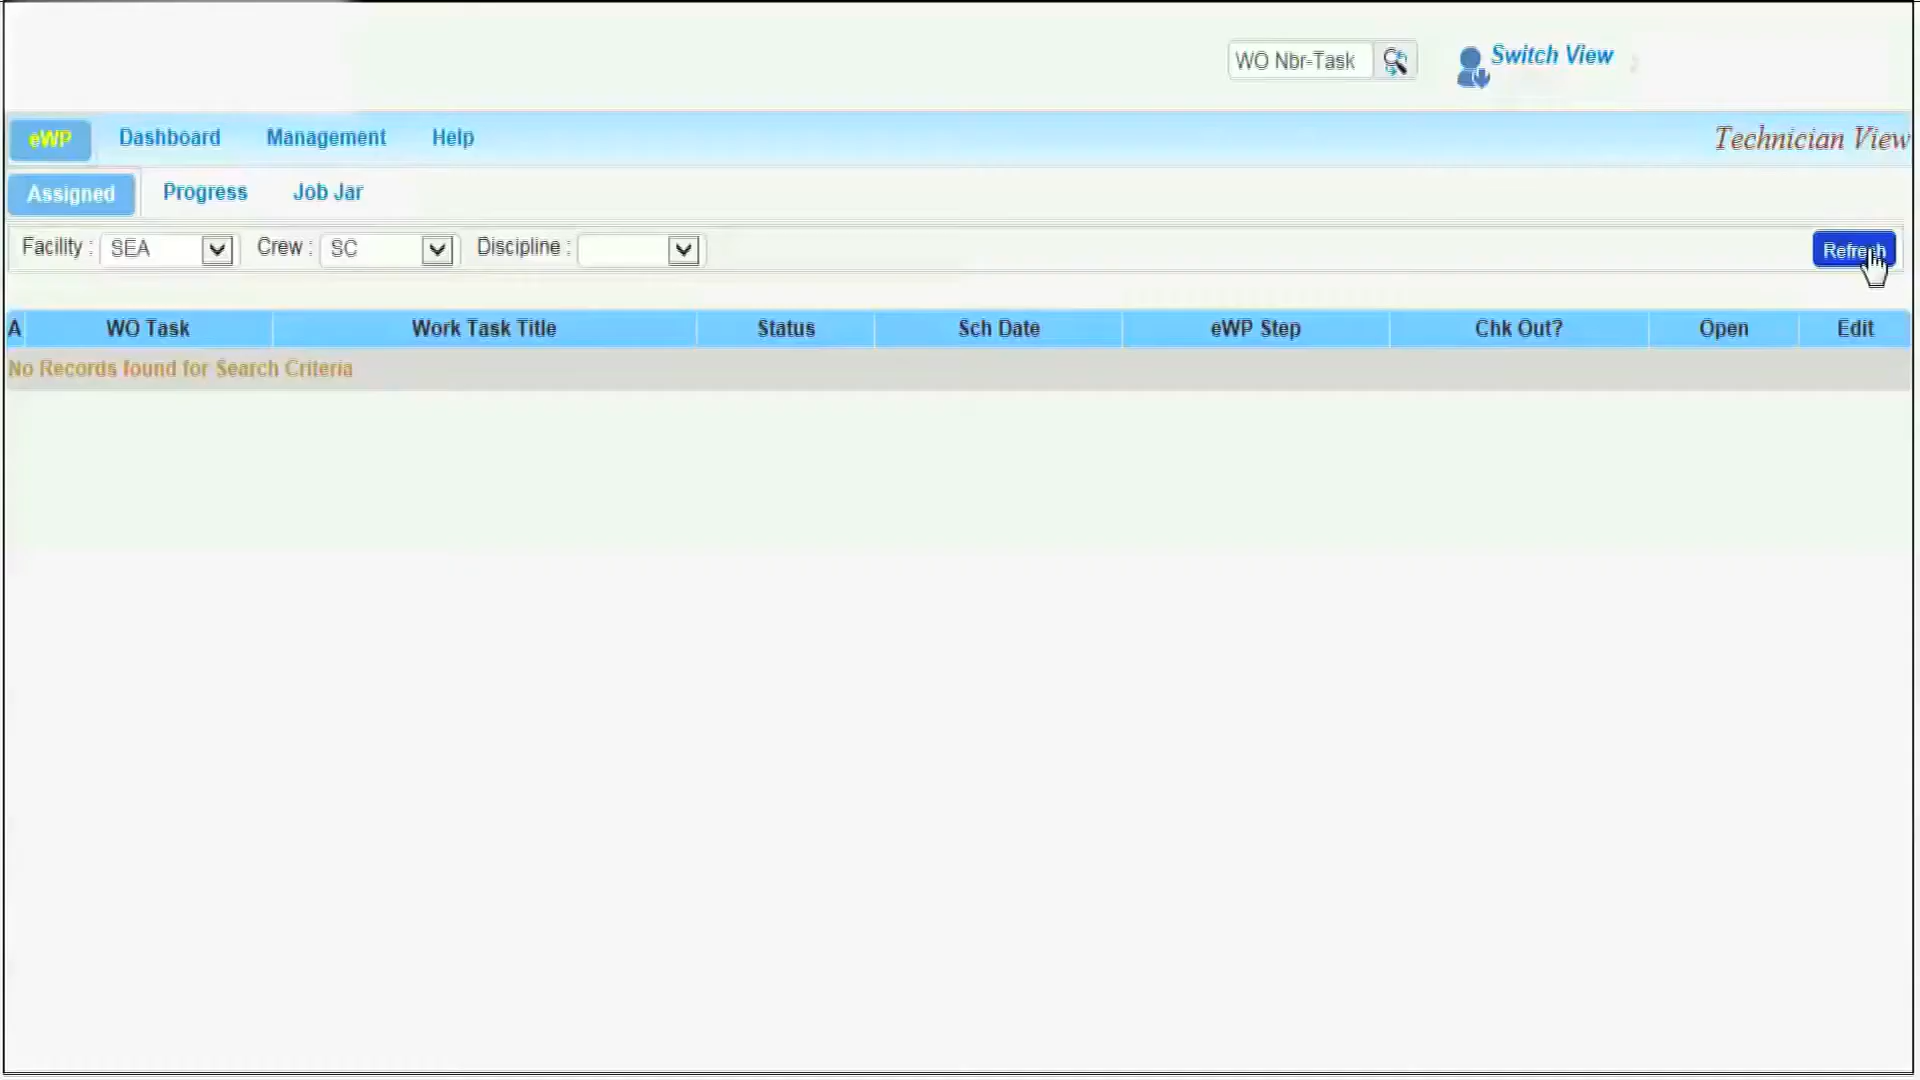 WO Nbr-Task Switch View
eWP Dashboard Management Help Technician View
Assigned Progress Job Jar
Facility : SEA Crew : SC Discipline : Refresh
A WO Task Work Task Title Status Sch Date eWP Step Chk Out? Open Edit
No Records found for Search Criteria